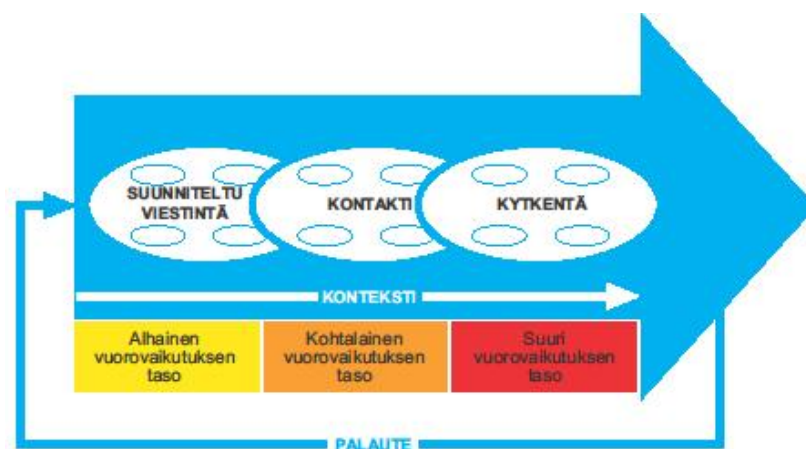 SUUNNITELTU
VIESTINTÄ
KONTAKTI
KYTKENTÄ
KONTEKSTI
Alhainen
vuorovaikutuksen
taso
Kohtalainen
vuorovaikutuksen
taso
Suuri
vuorovaikutuksen
taso
PALAUTE